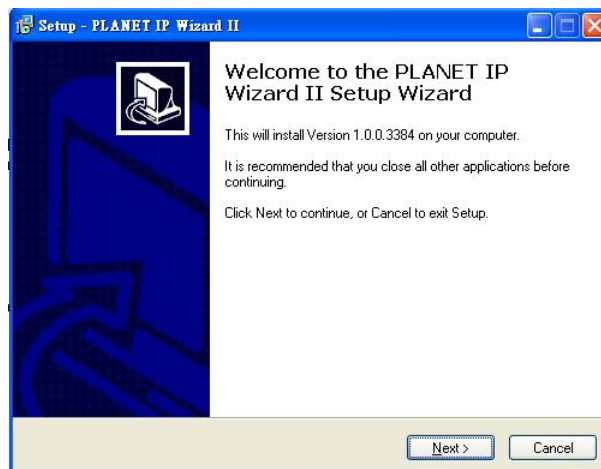 Setup - PLANET IP Wizard II
Welcome to the PLANET IP
Wizard II Setup Wizard
This will install Version 1.0.0.3384 on your computer.
It is recommended that you close all other applications before
continuing.
Click Next to continue, or Cancel to exit Setup.
Next >
Cancel